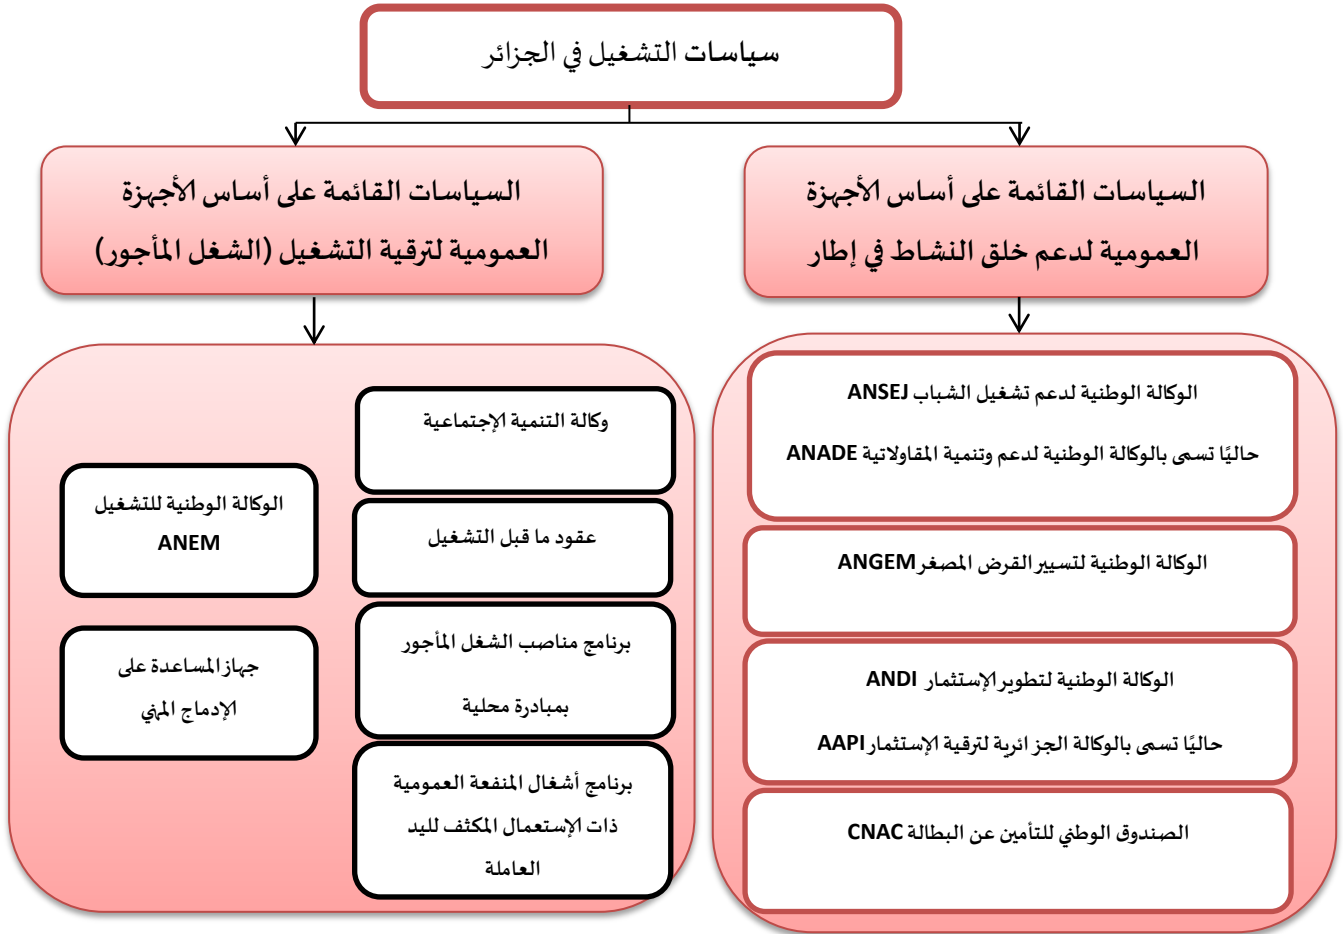 سياسات التشغيل في الجزائر
السياسات القائمة على أساس الأجهزة
العمومية لدعم خلق النشاط في إطار
السياسات القائمة على أساس الأجهزة
العمومية لترقية التشغيل (الشغل المأجور)
الوكالة الوطنية لدعم تشغيل الشباب ANSEJ
حاليًا تسمى بالوكالة الوطنية لدعم وتنمية المقاولاتية ANADE
الوكالة الوطنية لتسيير القرض المصغر ANGEM
الوكالة الوطنية لتطوير الإستثمار ANDI
حاليًا تسمى بالوكالة الجزائرية لترقية الإستثمار AAPI
الصندوق الوطني للتأمين عن البطالة CNAC
وكالة التنمية الإجتماعية
عقود ما قبل التشغيل
برنامج مناصب الشغل المأجور
بمبادرة محلية
برنامج أشغال المنفعة العمومية
ذات الإستعمال المكثف لليد
العاملة
الوكالة الوطنية للتشغيل
ANEM
جهاز المساعدة على
الإدماج المهني